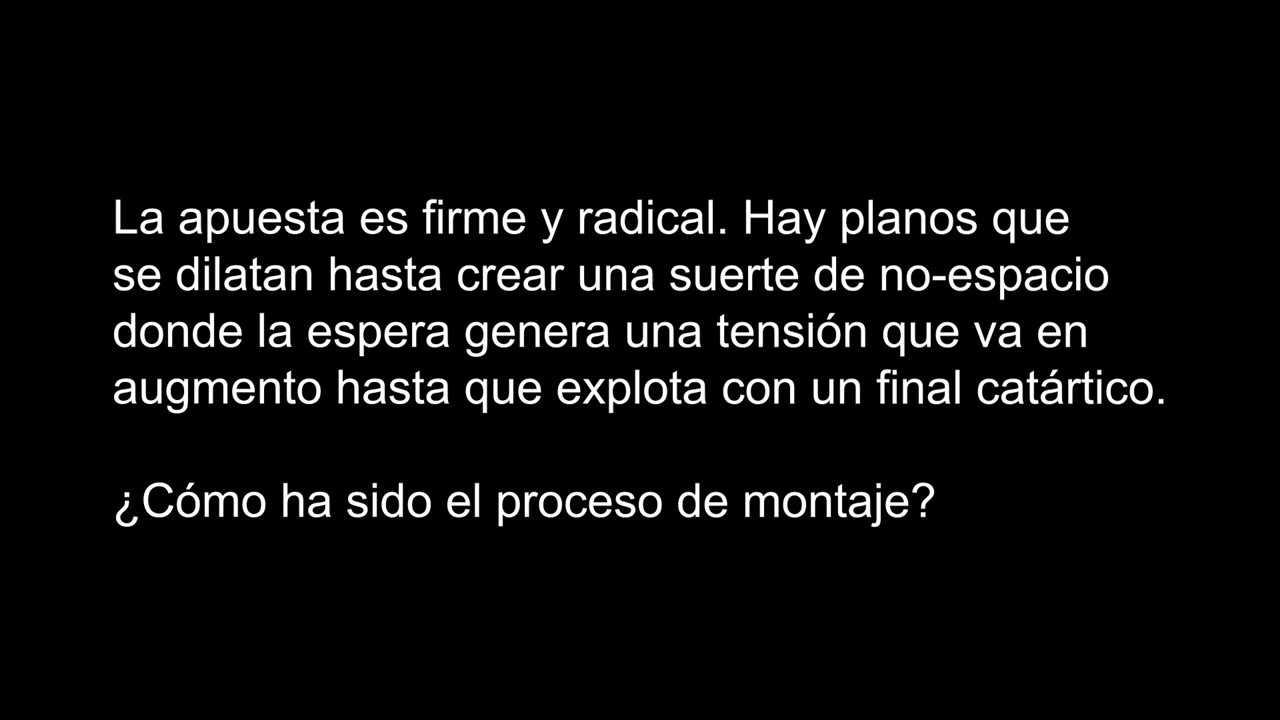 La apuesta es firme y radical. Hay planos que
se dilatan hasta crear una suerte de no-espacio
donde la espera genera una tensión que va en
augmento hasta que explota con un final catártico.
¿Cómo ha sido el proceso de montaje?